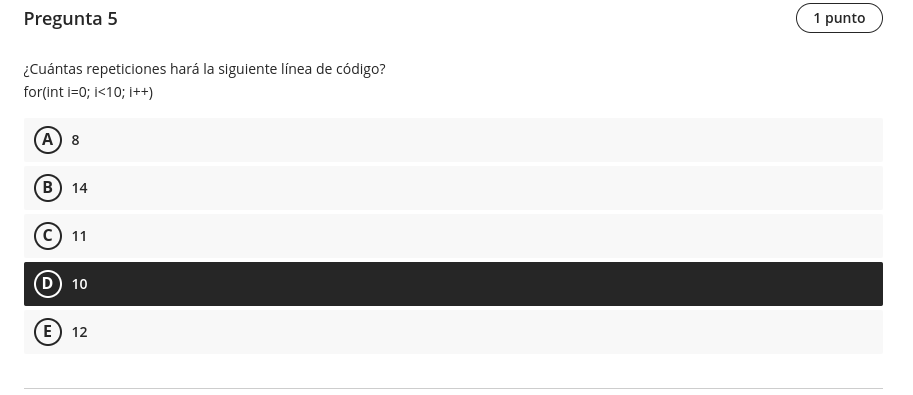 Pregunta 5
1 punto
¿Cuántas repeticiones hará la siguiente línea de código?
for(int i=0; i<10; i++)
A 8
B 14
C 11
D 10
E 12